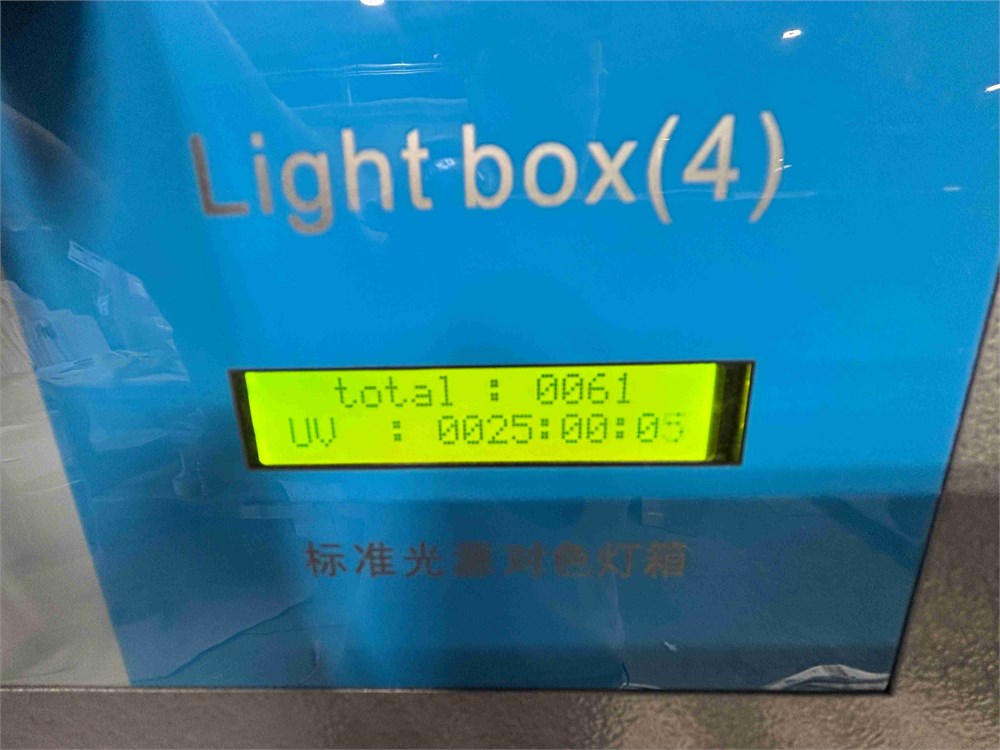 Light box(4)
total : 0061
UV : 0025:00:05
标准光源对色灯箱